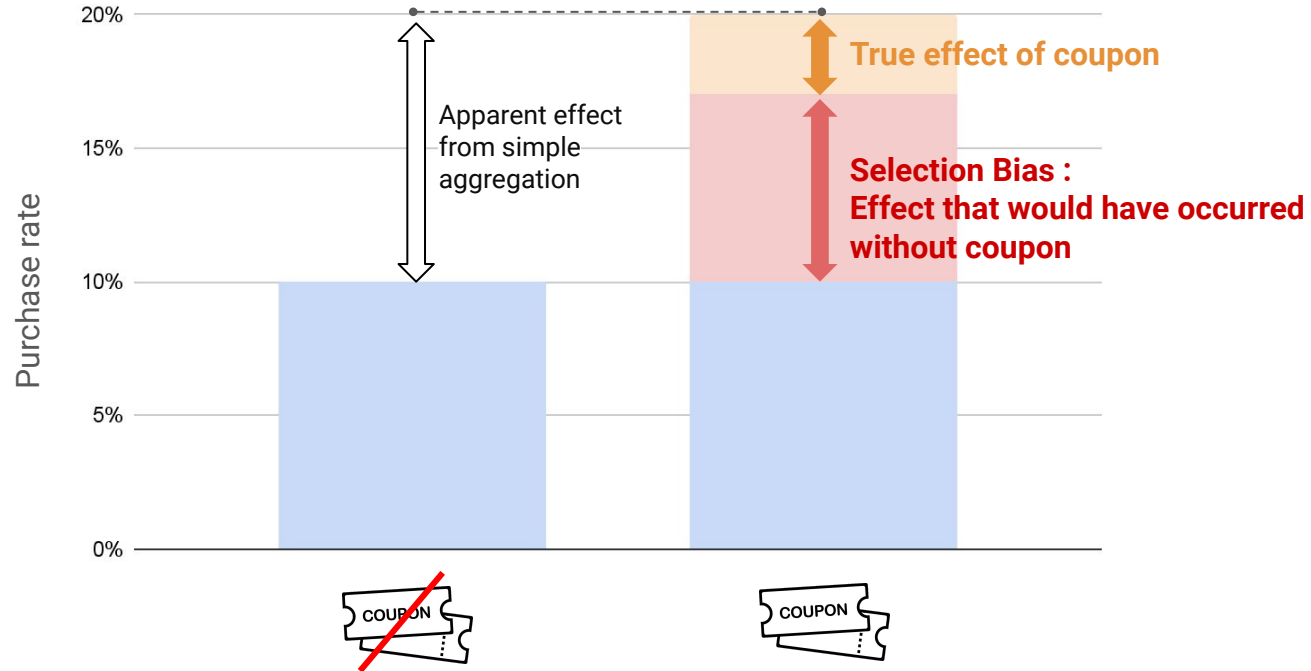 20%
True effect of coupon
Apparent effect
from simple
aggregation
15%
Selection Bias :
Effect that would have occurred
without coupon
Purchase rate
10%
5%
0%
COUPON
COUPON